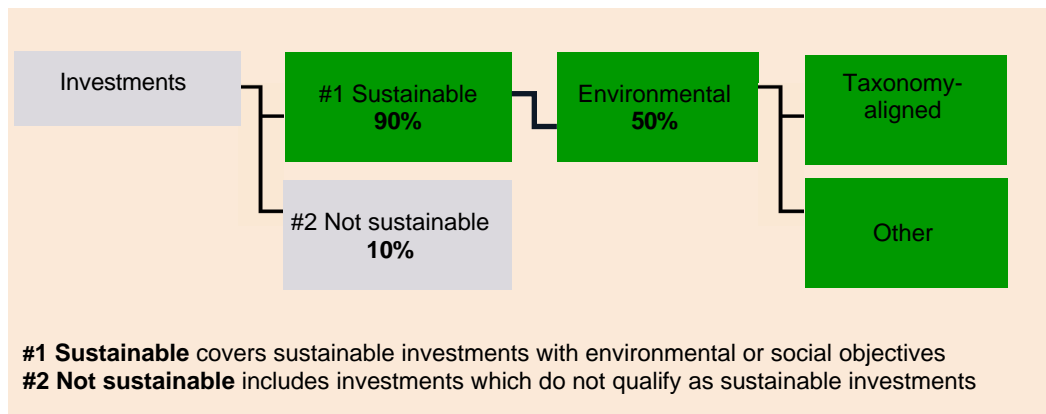 Investments
#1 Sustainable
90%
Environmental
50%
Taxonomy-
aligned
#2 Not sustainable
10%
Other
#1 Sustainable covers sustainable investments with environmental or social objectives
#2 Not sustainable includes investments which do not qualify as sustainable investments